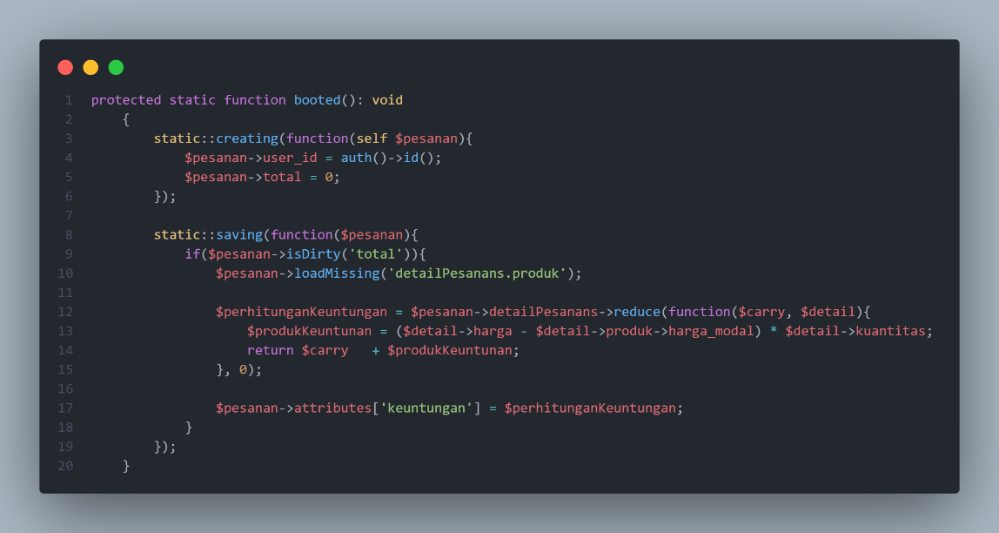 1 protected static function booted(): void
2     {
3         static::creating(function(self $pesanan){
4             $pesanan->user_id = auth()->id();
5             $pesanan->total = 0;
6         });
7
8         static::saving(function($pesanan){
9             if($pesanan->isDirty('total')){
10                 $pesanan->loadMissing('detailPesanans.produk');
11
12                 $perhitunganKeuntungan = $pesanan->detailPesanans->reduce(function($carry, $detail){
13                     $produkKeuntunan = ($detail->harga - $detail->produk->harga_modal) * $detail->kuantitas;
14                     return $carry   + $produkKeuntunan;
15                 }, 0);
16
17                 $pesanan->attributes['keuntungan'] = $perhitunganKeuntungan;
18             }
19         });
20     }